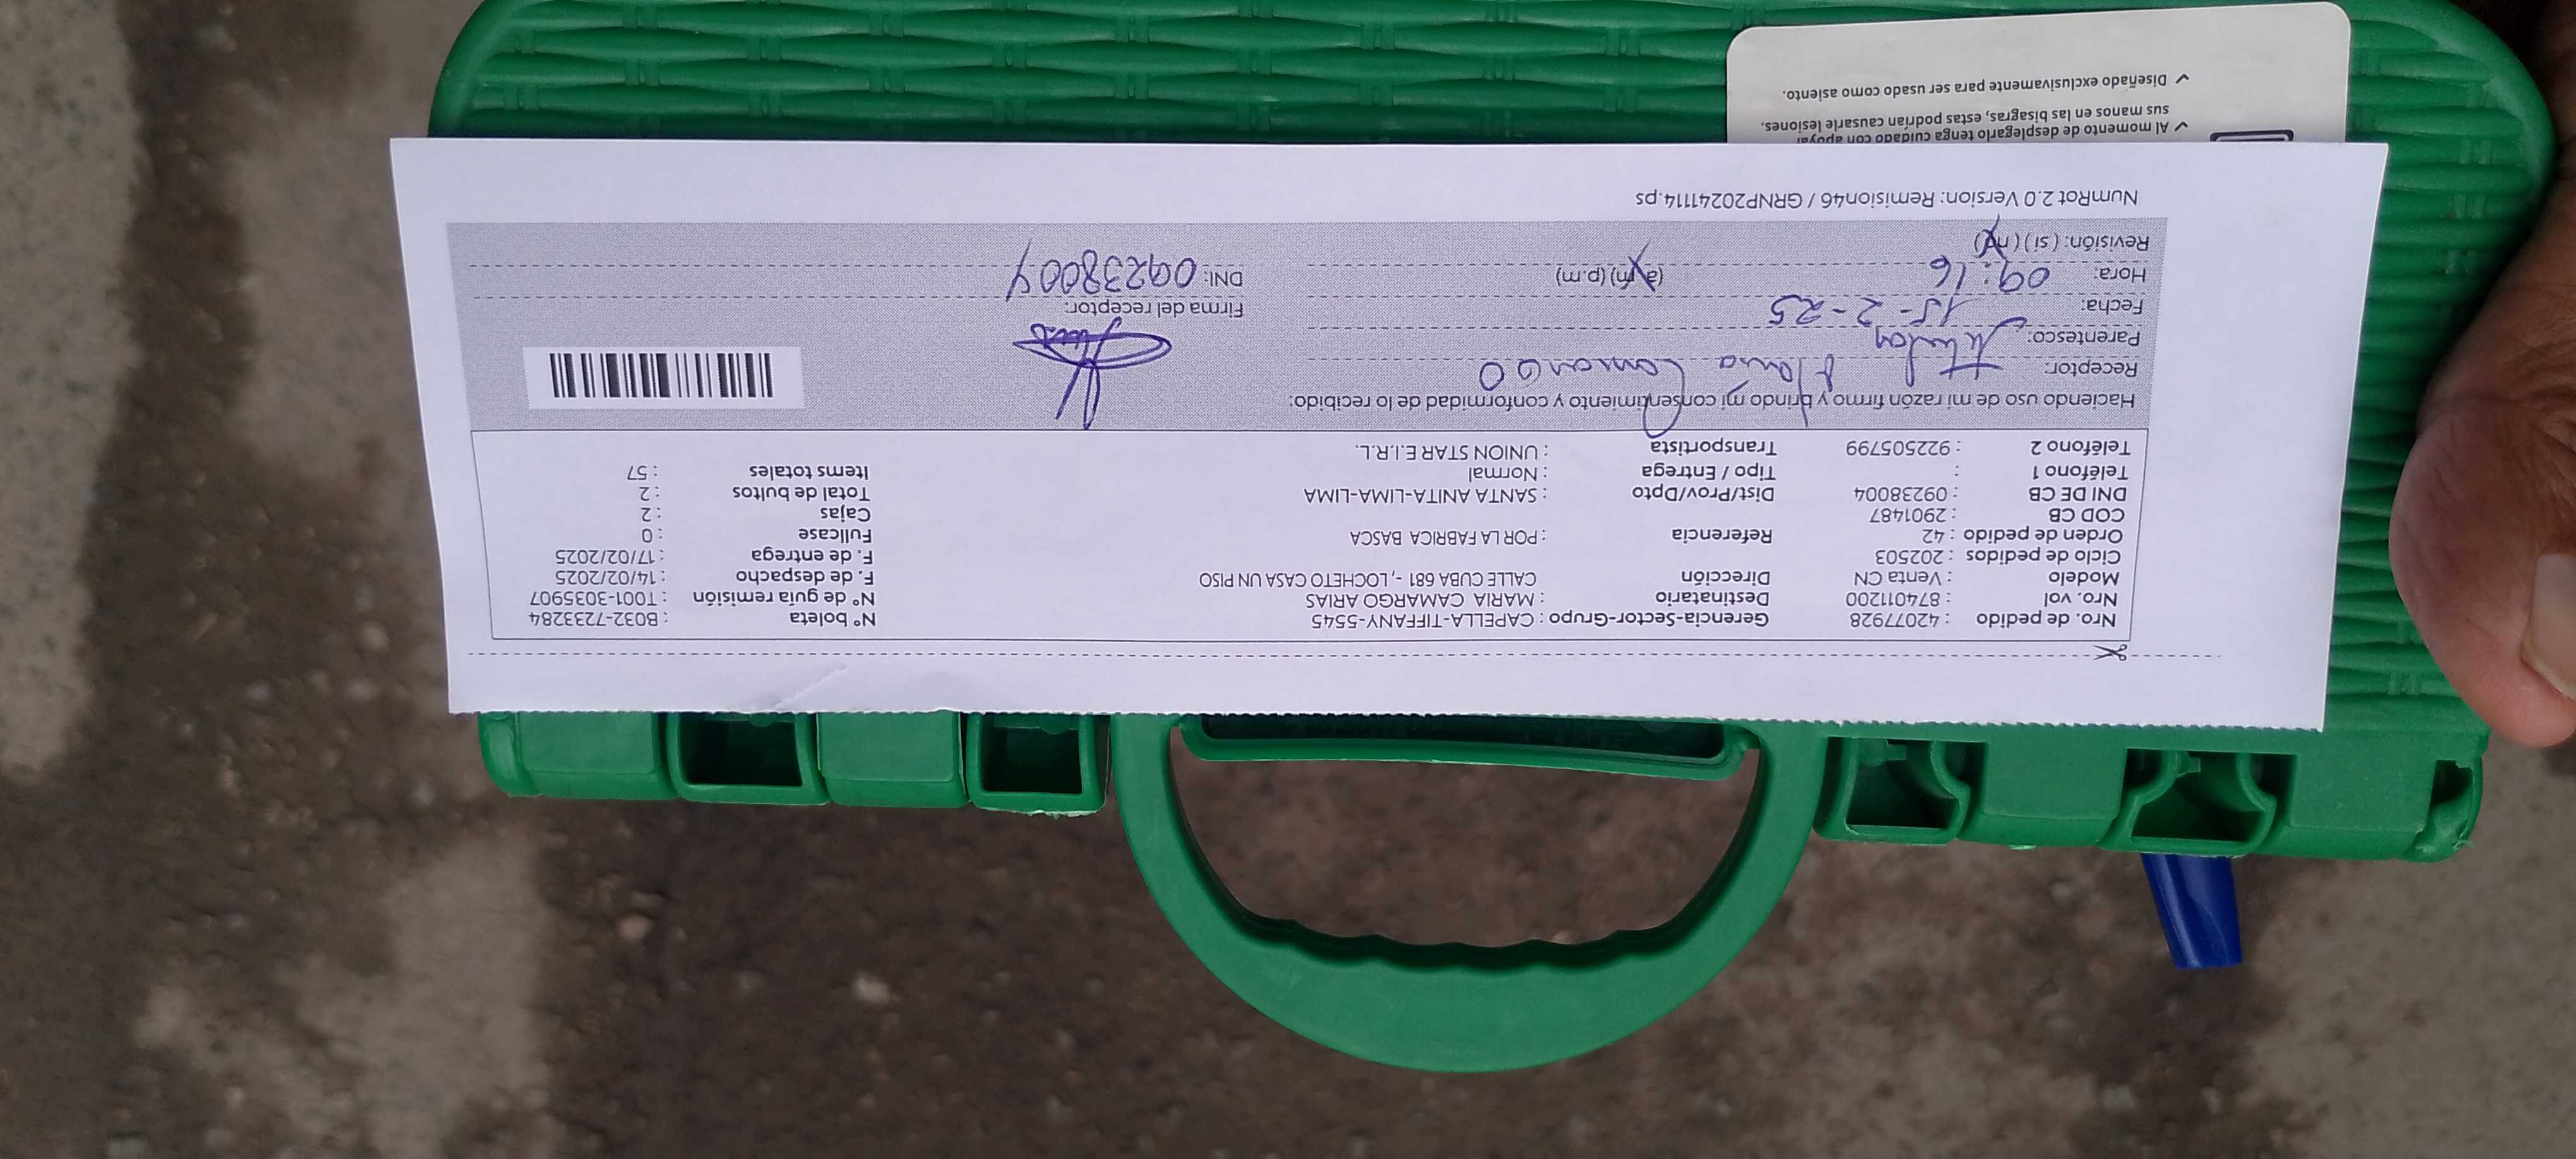 Nro. de pedido : 42077928 Gerencia-Sector-Grupo : CAPELLA-TIFFANY-5545 N° boleta : B032-7233284
Nro. vol : 874011200 Destinatario : MARIA CAMARGO ARIAS N° de guía remisión : T001-3035907
Modelo : Venta CN Dirección CALLE CUBA 681 -, LOCHETO CASA UN PISO F. de despacho : 14/02/2025
Ciclo de pedidos : 202503 F. de entrega : 17/02/2025
Orden de pedido : 42 Referencia : POR LA FABRICA BASCA Fullcase : 0
COD CB : 2901487 Cajas : 2
DNI DE CB : 09238004 Dist/Prov/Dpto : SANTA ANITA-LIMA-LIMA Total de bultos : 2
Teléfono 1 : Tipo / Entrega : Normal Items totales : 57
Teléfono 2 : 922505799 Transportista : UNION STAR E.I.R.L.
Haciendo uso de mi razón firmo y brindo mi consentimiento y conformidad de lo recibido:
Receptor: Maria Camargo
Parentesco: Titular
Fecha: 15-2-25 Firma del receptor:
Hora: 09:16 (a.m) (p.m) DNI: 09238004
Revisión: (si) (no)
NumRot 2.0 Version: Remision46 / GRNP20241114.ps
✓ Al momento de desplegarlo tenga cuidado con apoyar
sus manos en las bisagras, estas podrían causarle lesiones.
✓ Diseñado exclusivamente para ser usado como asiento.